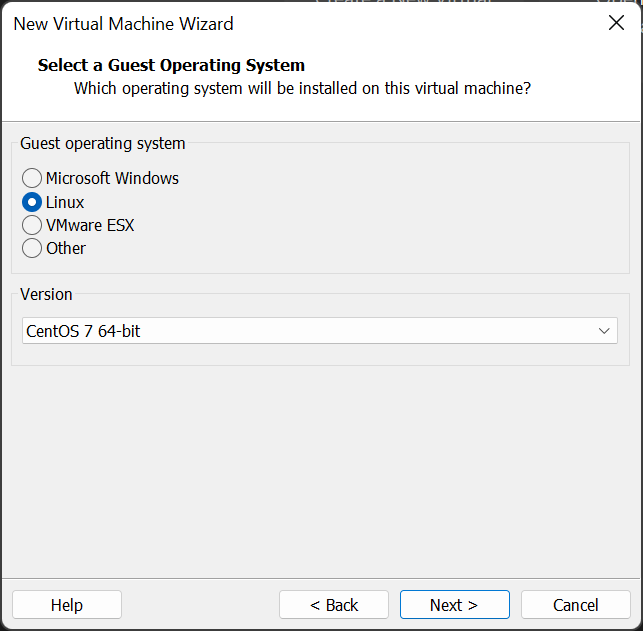 New Virtual Machine Wizard
Select a Guest Operating System
Which operating system will be installed on this virtual machine?
Guest operating system
Microsoft Windows
Linux
VMware ESX
Other
Version
CentOS 7 64-bit
Help
< Back
Next >
Cancel